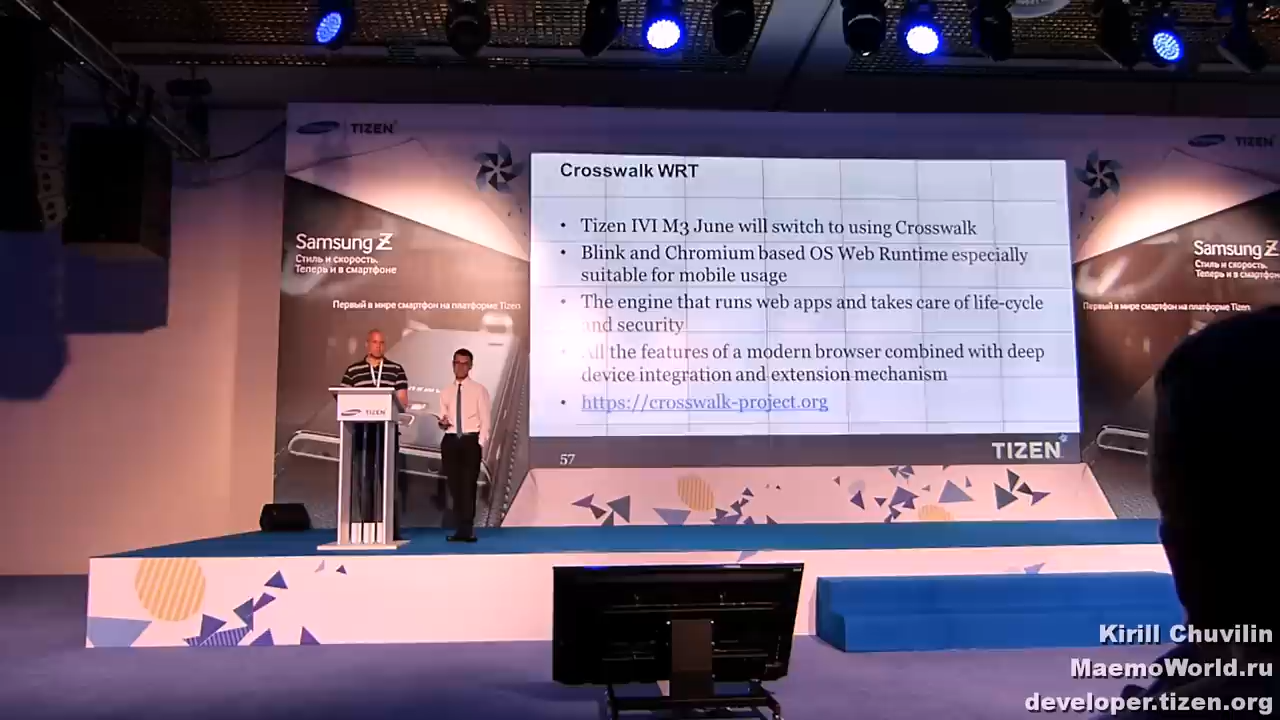 SAMSUNG TIZEN
TIZEN
Samsung Z
Стиль и скорость.
Теперь и в смартфоне
Первый в мире смартфон на платформе Tizen
Crosswalk WRT
• Tizen IVI M3 June will switch to using Crosswalk
• Blink and Chromium based OS Web Runtime especially
suitable for mobile usage
• The engine that runs web apps and takes care of life-cycle
and security
• All the features of a modern browser combined with deep
device integration and extension mechanism
• https://crosswalk-project.org
57
TIZEN
Samsung Z
Стиль и скорость.
Теперь и в смартфоне
Первый в мире смартфон на платформе Tizen
TIZEN
Kirill Chuvilin
MaemoWorld.ru
developer.tizen.org